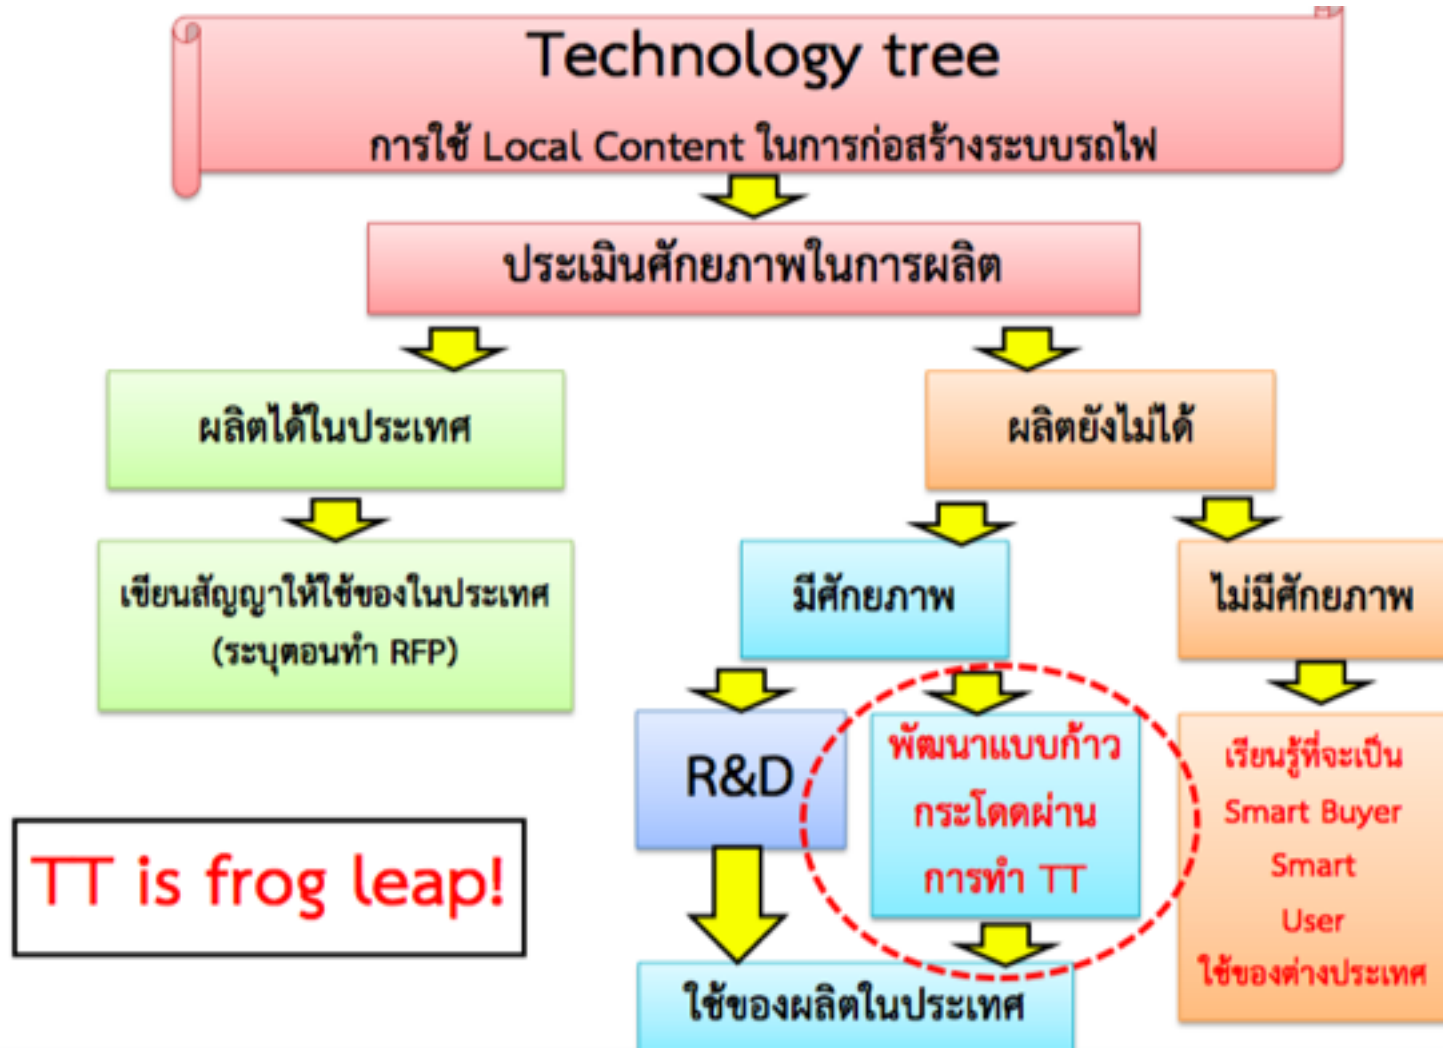 Technology tree
การใช้ Local Content ในการก่อสร้างระบบรถไฟ
ประเมินศักยภาพในการผลิต
ผลิตได้ในประเทศ
ผลิตยังไม่ได้
เขียนสัญญาให้ใช้ของในประเทศ
(ระบุตอนทำ RFP)
มีศักยภาพ
ไม่มีศักยภาพ
R&D
พัฒนาแบบก้าว
กระโดดผ่าน
การทำ TT
เรียนรู้ที่จะเป็น
Smart Buyer
Smart
User
ใช้ของต่างประเทศ
TT is frog leap!
ใช้ของผลิตในประเทศ